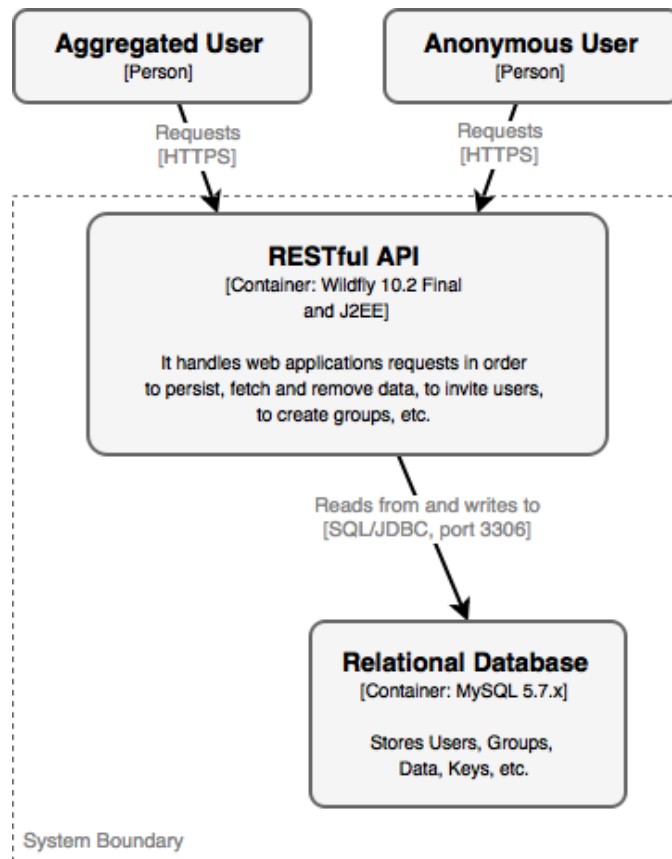 Aggregated User
[Person]
Anonymous User
[Person]
Requests
[HTTPS]
Requests
[HTTPS]
RESTful API
[Container: Wildfly 10.2 Final
and J2EE]
It handles web applications requests in order
to persist, fetch and remove data, to invite users,
to create groups, etc.
Reads from and writes to
[SQL/JDBC, port 3306]
Relational Database
[Container: MySQL 5.7.x]
Stores Users, Groups,
Data, Keys, etc.
System Boundary